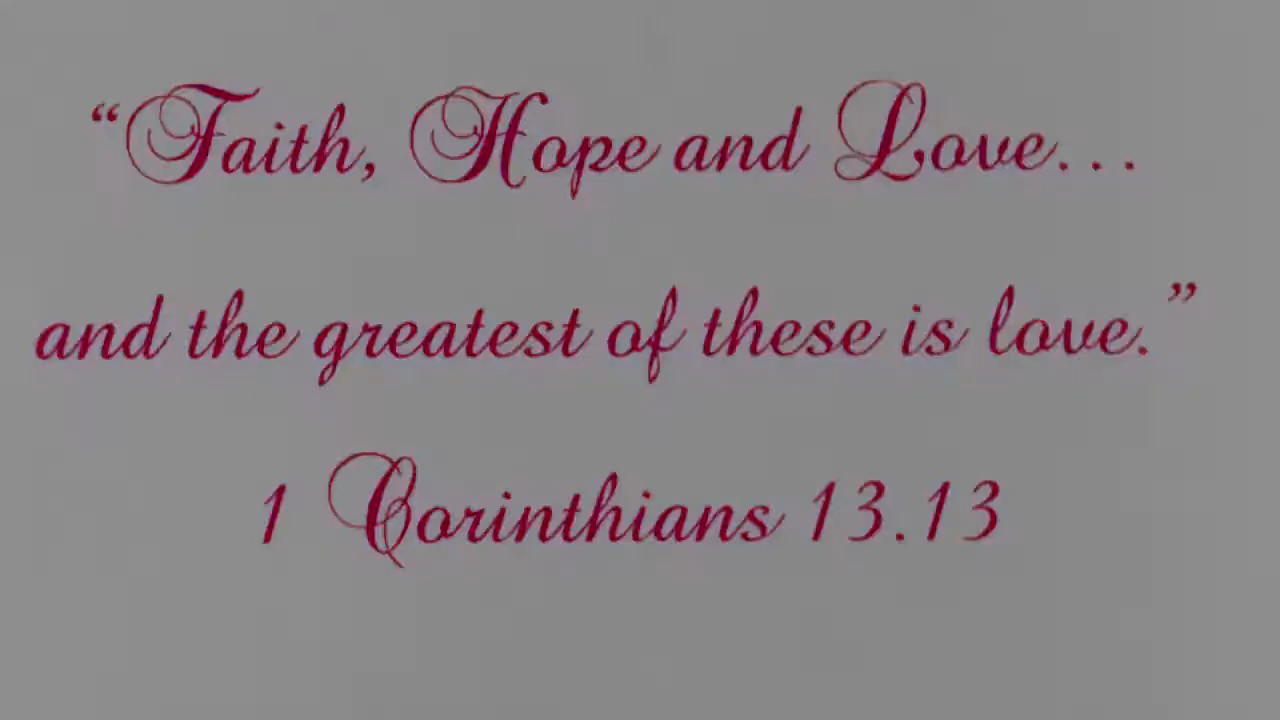 “Faith, Hope and Love...
and the greatest of these is love.”
1 Corinthians 13.13